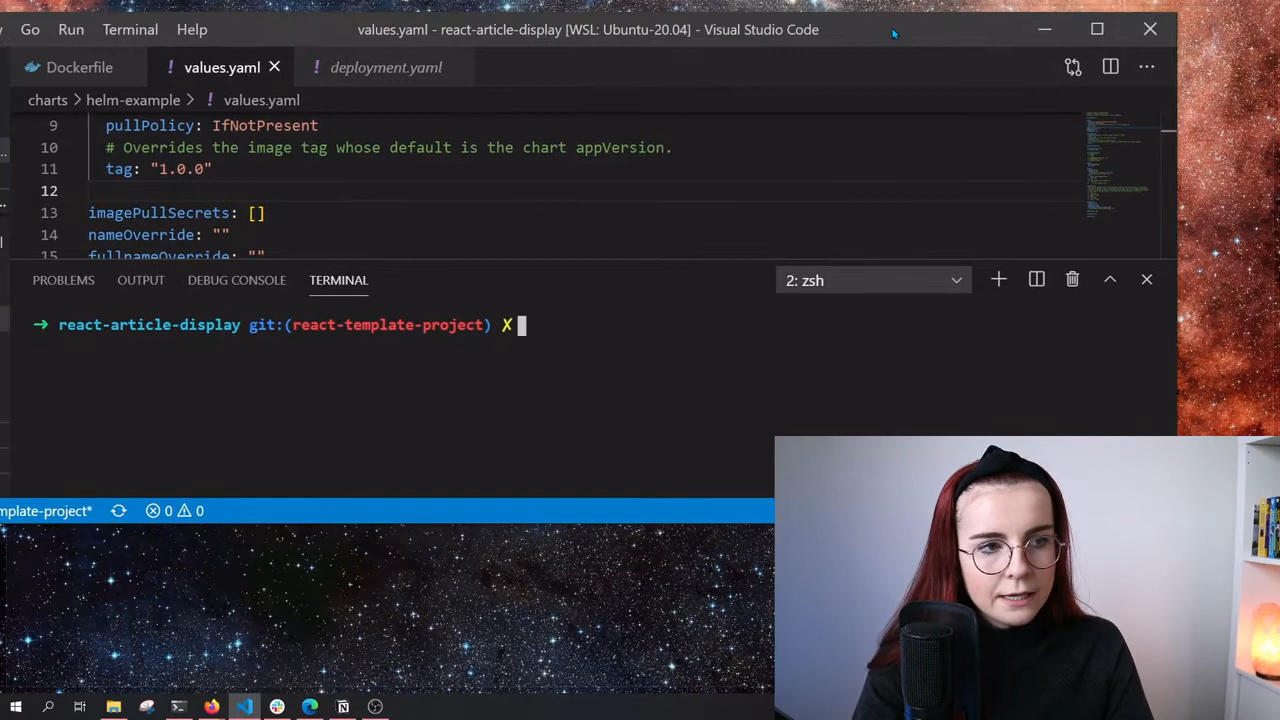 Go Run Terminal Help values.yaml - react-article-display [WSL: Ubuntu-20.04] - Visual Studio Code
Dockerfile ! values.yaml ! deployment.yaml
charts > helm-example > ! values.yaml
9 pullPolicy: IfNotPresent
10 # Overrides the image tag whose default is the chart appVersion.
11 tag: "1.0.0"
12
13 imagePullSecrets: []
14 nameOverride: ""
15 fullnameOverride: ""
PROBLEMS OUTPUT DEBUG CONSOLE TERMINAL 2: zsh
→ react-article-display git:(react-template-project) ✗
mplate-project* 0 0